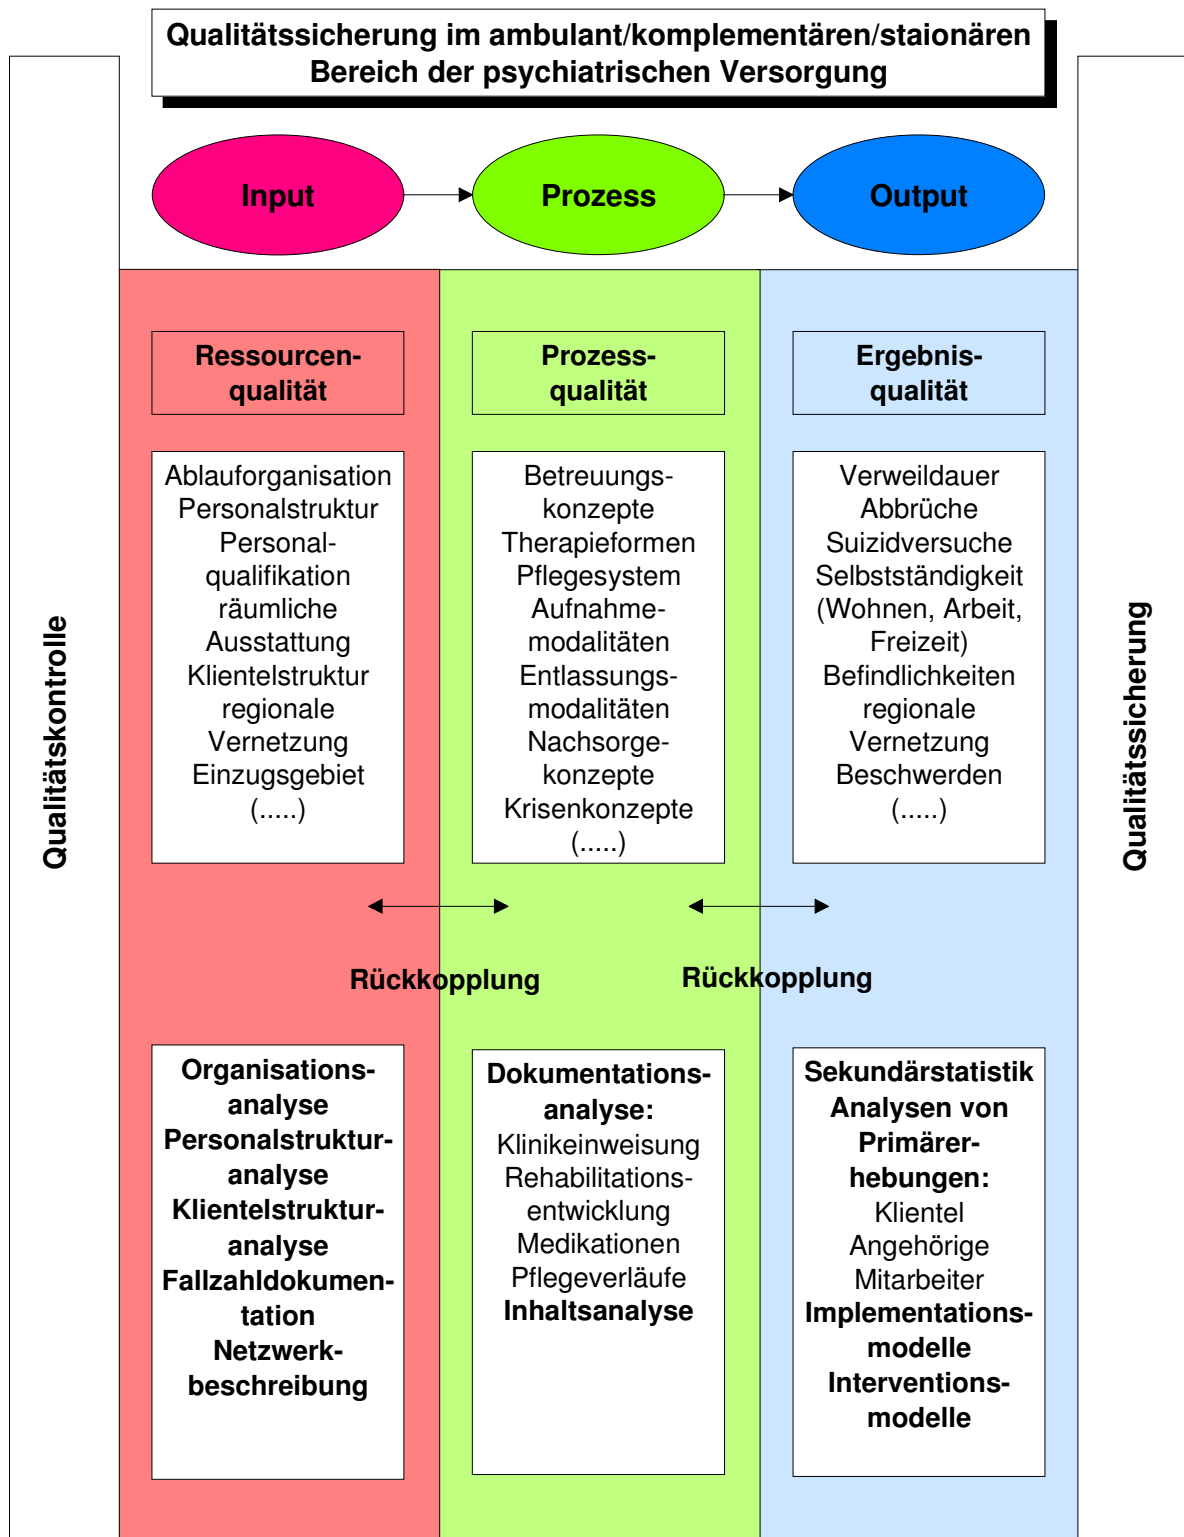 Qualitätssicherung im ambulant/komplementären/staionären
Bereich der psychiatrischen Versorgung
Input
Prozess
Output
Qualitätskontrolle
Ressourcen-
qualität
Ablauforganisation
Personalstruktur
Personal-
qualifikation
räumliche
Ausstattung
Klientelstruktur
regionale
Vernetzung
Einzugsgebiet
(.....)
Prozess-
qualität
Betreuungs-
konzepte
Therapieformen
Pflegesystem
Aufnahme-
modalitäten
Entlassungs-
modalitäten
Nachsorge-
konzepte
Krisenkonzepte
(.....)
Ergebnis-
qualität
Verweildauer
Abbrüche
Suizidversuche
Selbstständigkeit
(Wohnen, Arbeit,
Freizeit)
Befindlichkeiten
regionale
Vernetzung
Beschwerden
(.....)
Qualitätssicherung
Rückkopplung
Rückkopplung
Organisations-
analyse
Personalstruktur-
analyse
Klientelstruktur-
analyse
Fallzahldokumen-
tation
Netzwerk-
beschreibung
Dokumentations-
analyse:
Klinikeinweisung
Rehabilitations-
entwicklung
Medikationen
Pflegeverläufe
Inhaltsanalyse
Sekundärstatistik
Analysen von
Primärer-
hebungen:
Klientel
Angehörige
Mitarbeiter
Implementations-
modelle
Interventions-
modelle